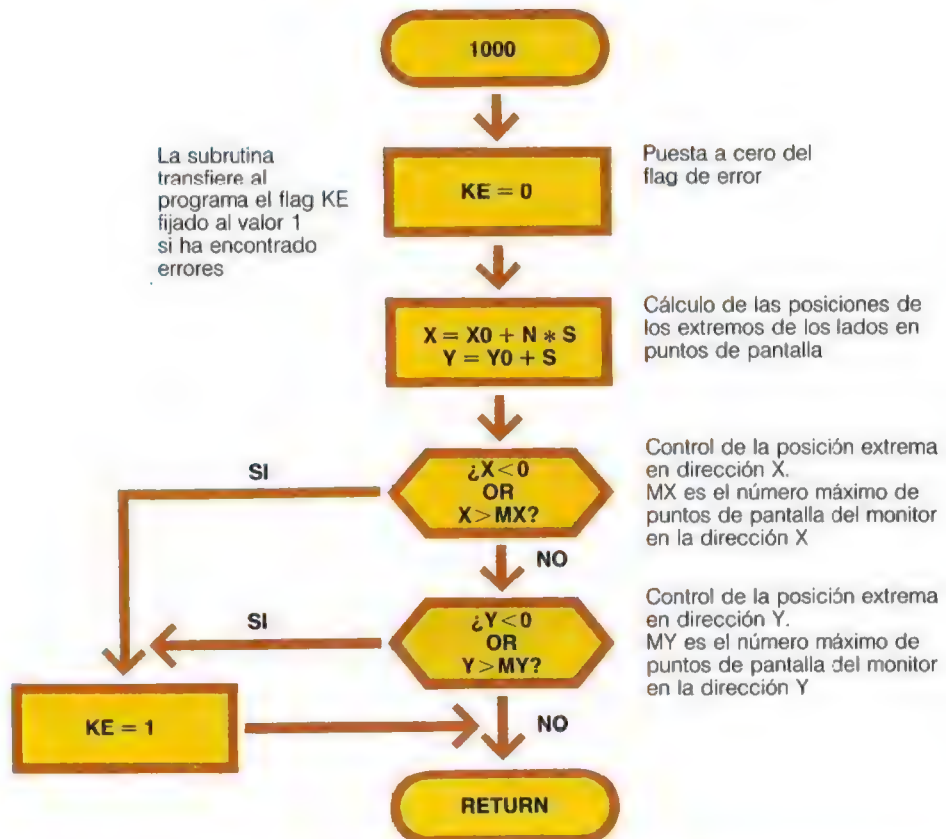 1000
La subrutina
transfiere al
programa el flag KE
fijado al valor 1
si ha encontrado
errores
KE = 0
Puesta a cero del
flag de error
X = X0 + N * S
Y = Y0 + S
Cálculo de las posiciones de
los extremos de los lados en
puntos de pantalla
SI
¿X<0
OR
X>MX?
Control de la posición extrema
en dirección X.
MX es el número máximo de
puntos de pantalla del monitor
en la dirección X
NO
SI
¿Y<0
OR
Y>MY?
Control de la posición extrema
en dirección Y.
MY es el número máximo de
puntos de pantalla del monitor
en la dirección Y
KE = 1
NO
RETURN